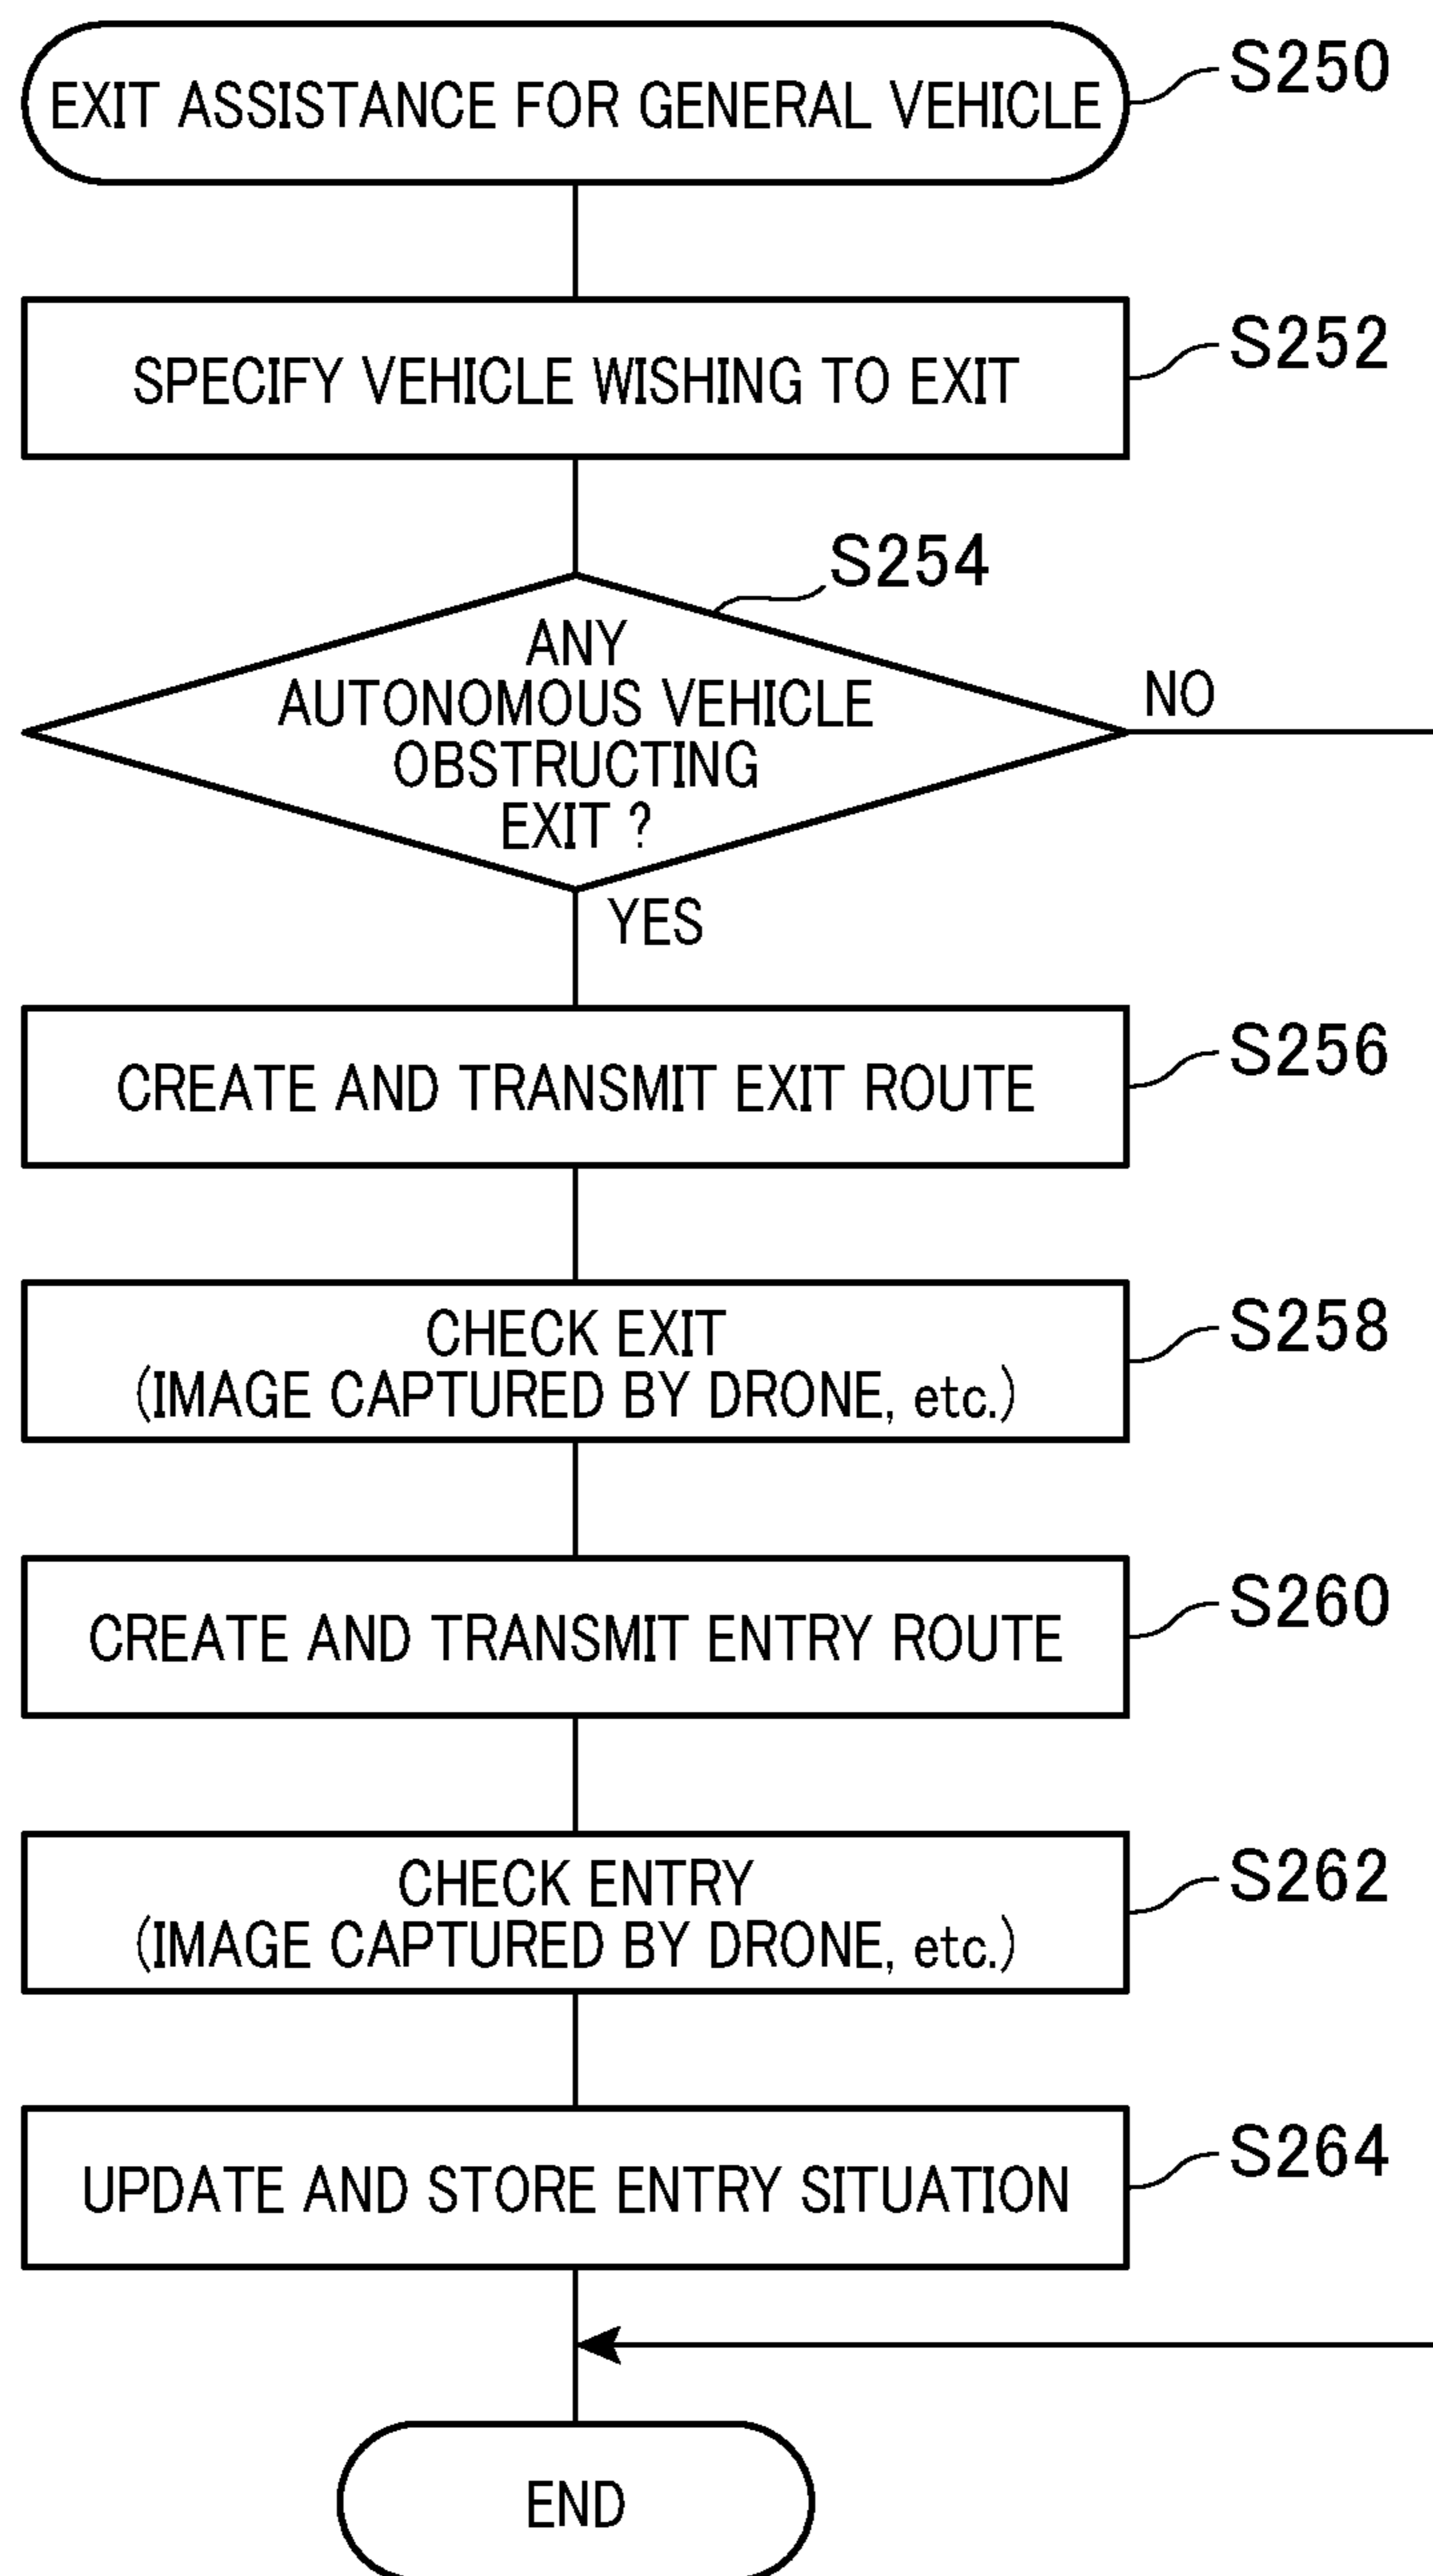 EXIT ASSISTANCE FOR GENERAL VEHICLE
S250
SPECIFY VEHICLE WISHING TO EXIT
S252
S254
ANY
AUTONOMOUS VEHICLE
OBSTRUCTING
EXIT ?
NO
YES
CREATE AND TRANSMIT EXIT ROUTE
S256
CHECK EXIT
(IMAGE CAPTURED BY DRONE, etc.)
S258
CREATE AND TRANSMIT ENTRY ROUTE
S260
CHECK ENTRY
(IMAGE CAPTURED BY DRONE, etc.)
S262
UPDATE AND STORE ENTRY SITUATION
S264
END